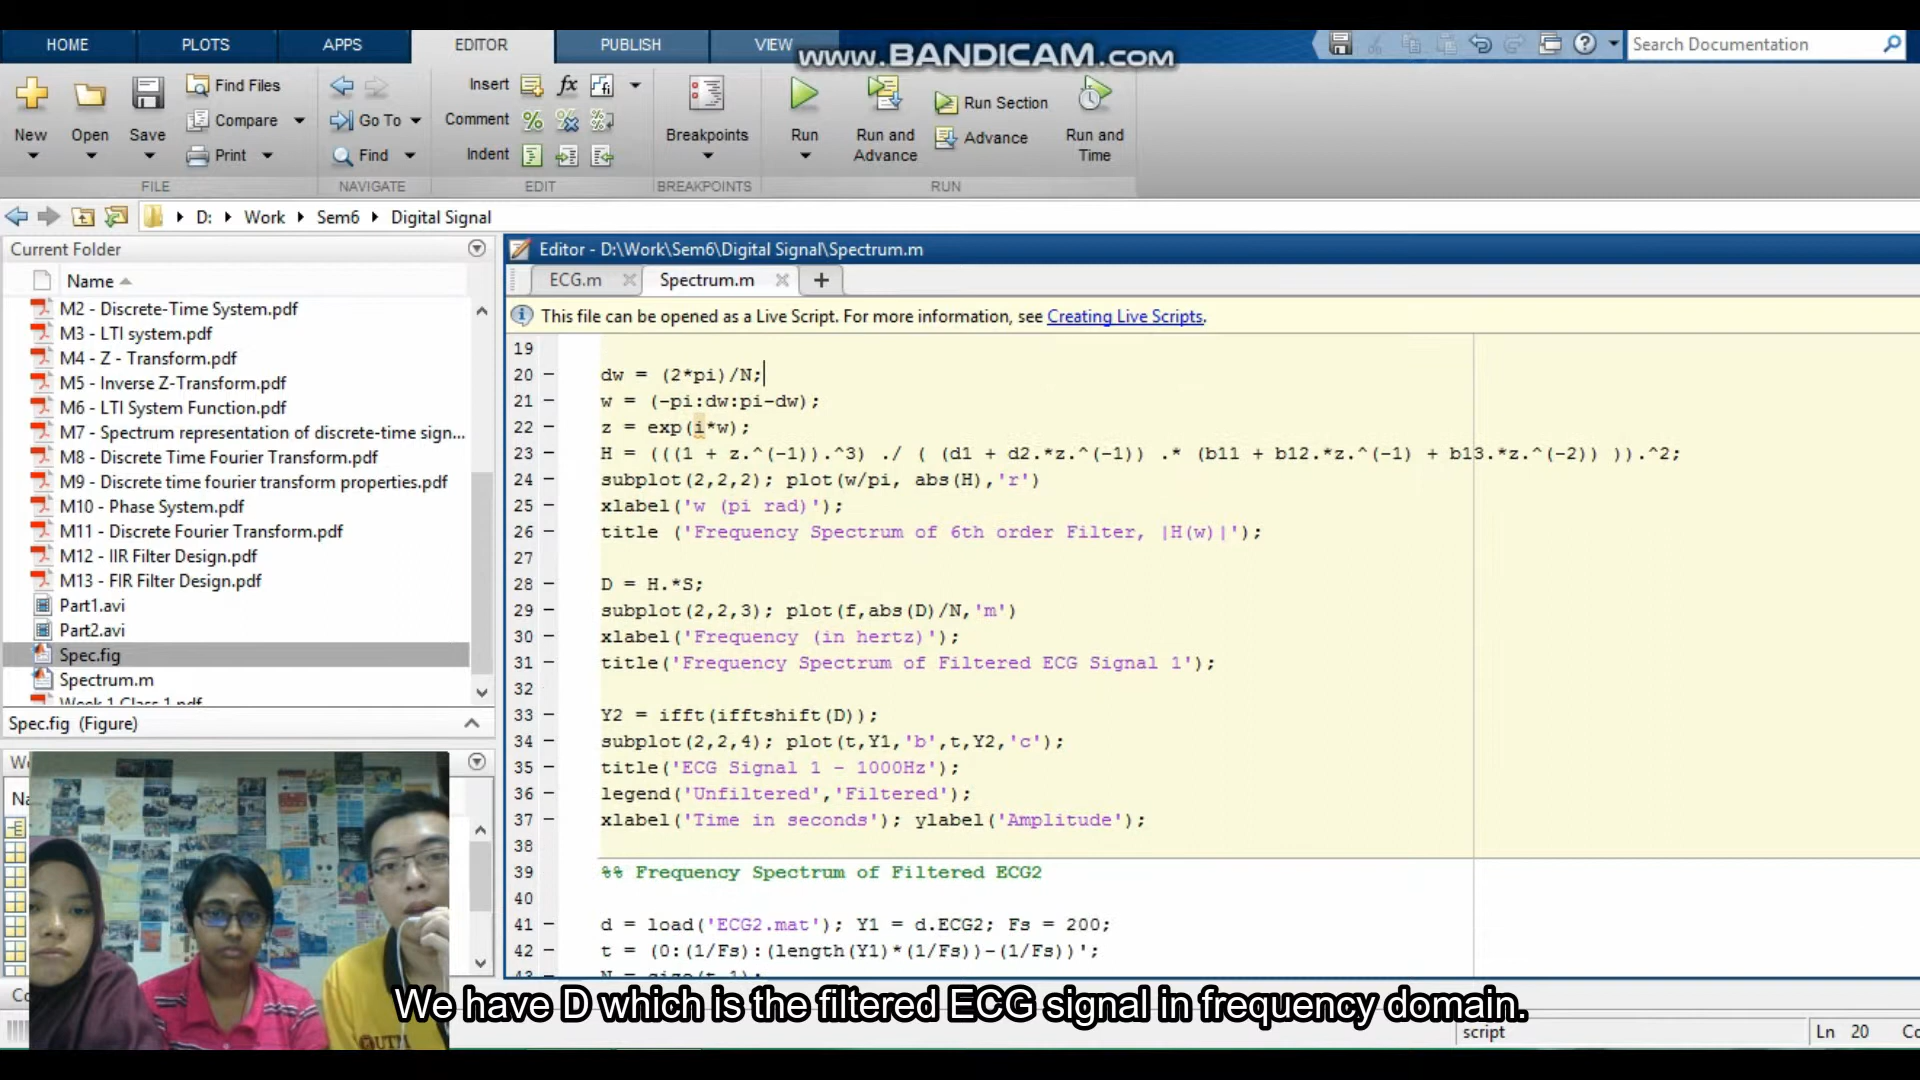 HOME PLOTS APPS EDITOR PUBLISH VIEW
www.BANDICAM.com
Search Documentation
New Open Save Find Files Compare Print
Go To Find
Insert fx Comment Indent
Breakpoints
Run Run and Advance Run Section Advance Run and Time
FILE NAVIGATE EDIT BREAKPOINTS RUN
D: Work Sem6 Digital Signal
Current Folder
Name
M2 - Discrete-Time System.pdf
M3 - LTI system.pdf
M4 - Z - Transform.pdf
M5 - Inverse Z-Transform.pdf
M6 - LTI System Function.pdf
M7 - Spectrum representation of discrete-time sign...
M8 - Discrete Time Fourier Transform.pdf
M9 - Discrete time fourier transform properties.pdf
M10 - Phase System.pdf
M11 - Discrete Fourier Transform.pdf
M12 - IIR Filter Design.pdf
M13 - FIR Filter Design.pdf
Part1.avi
Part2.avi
Spec.fig
Spectrum.m
Week 1 Class 1.pdf
Spec.fig (Figure)
Editor - D:\Work\Sem6\Digital Signal\Spectrum.m
ECG.m Spectrum.m
This file can be opened as a Live Script. For more information, see Creating Live Scripts.
19
20 – dw = (2*pi)/N;
21 – w = (-pi:dw:pi-dw);
22 – z = exp(i*w);
23 – H = (((1 + z.^(-1)).^3) ./ ( (d1 + d2.*z.^(-1)) .* (b11 + b12.*z.^(-1) + b13.*z.^(-2)) )).^2;
24 – subplot(2,2,2); plot(w/pi, abs(H),'r')
25 – xlabel('w (pi rad)');
26 – title ('Frequency Spectrum of 6th order Filter, |H(w)|');
27
28 – D = H.*S;
29 – subplot(2,2,3); plot(f,abs(D)/N,'m')
30 – xlabel('Frequency (in hertz)');
31 – title('Frequency Spectrum of Filtered ECG Signal 1');
32
33 – Y2 = ifft(ifftshift(D));
34 – subplot(2,2,4); plot(t,Y1,'b',t,Y2,'c');
35 – title('ECG Signal 1 - 1000Hz');
36 – legend('Unfiltered','Filtered');
37 – xlabel('Time in seconds'); ylabel('Amplitude');
38
39 %% Frequency Spectrum of Filtered ECG2
40
41 – d = load('ECG2.mat'); Y1 = d.ECG2; Fs = 200;
42 – t = (0:(1/Fs):(length(Y1)*(1/Fs))-(1/Fs))';
43 – N = size(t,1);
We have D which is the filtered ECG signal in frequency domain.
script Ln 20